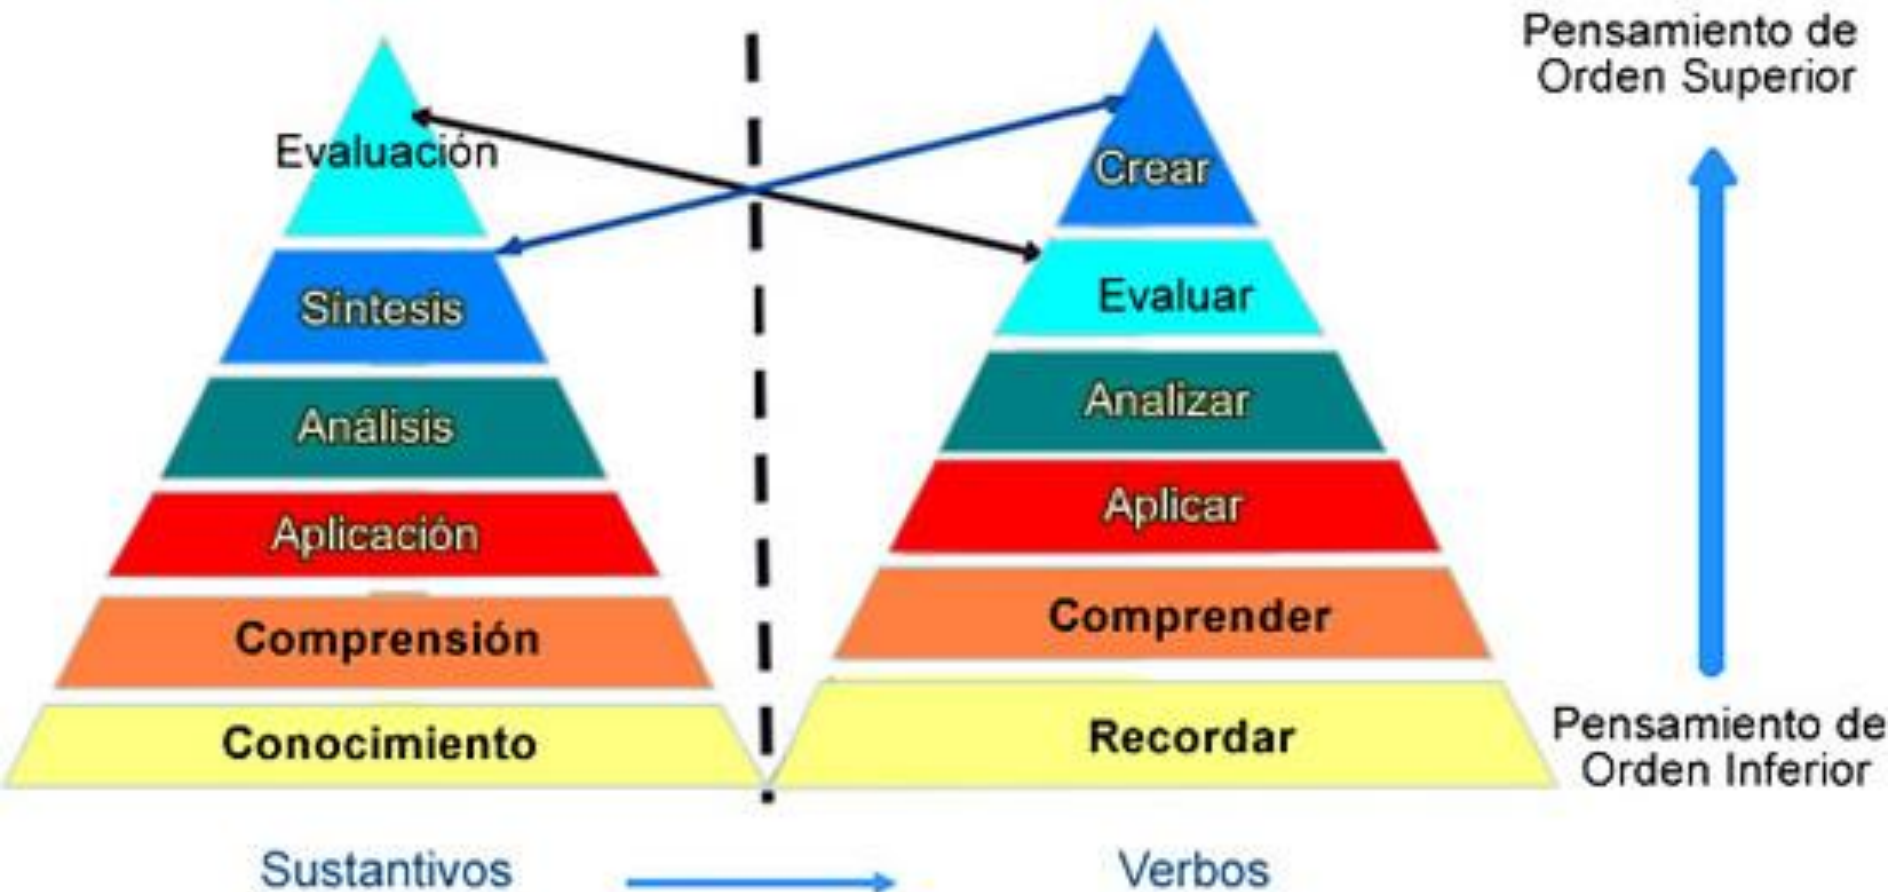 Evaluación
Síntesis
Análisis
Aplicación
Comprensión
Conocimiento
Sustantivos
Crear
Evaluar
Analizar
Aplicar
Comprender
Recordar
Verbos
Pensamiento de
Orden Superior
Pensamiento de
Orden Inferior